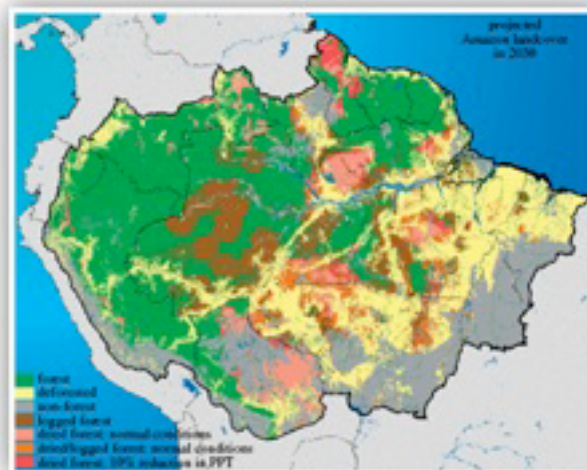 projected
Amazon landcover
in 2030
forest
deforested
non-forest
logged forest
dried forest: normal conditions
dried/logged forest: normal conditions
dried forest: 10% reduction in PPT